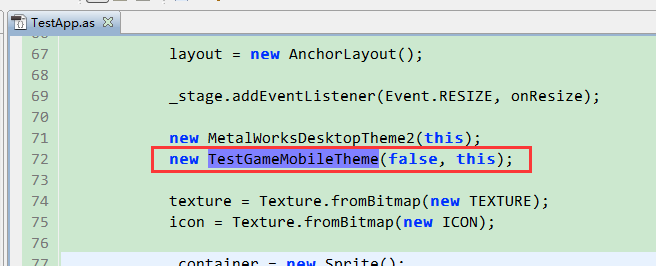 TestApp.as
67 layout = new AnchorLayout();
68
69 _stage.addEventListener(Event.RESIZE, onResize);
70
71 new MetalWorksDesktopTheme2(this);
72 new TestGameMobileTheme(false, this);
73
74 texture = Texture.fromBitmap(new TEXTURE);
75 icon = Texture.fromBitmap(new ICON);
76
77 container = new Sprite();